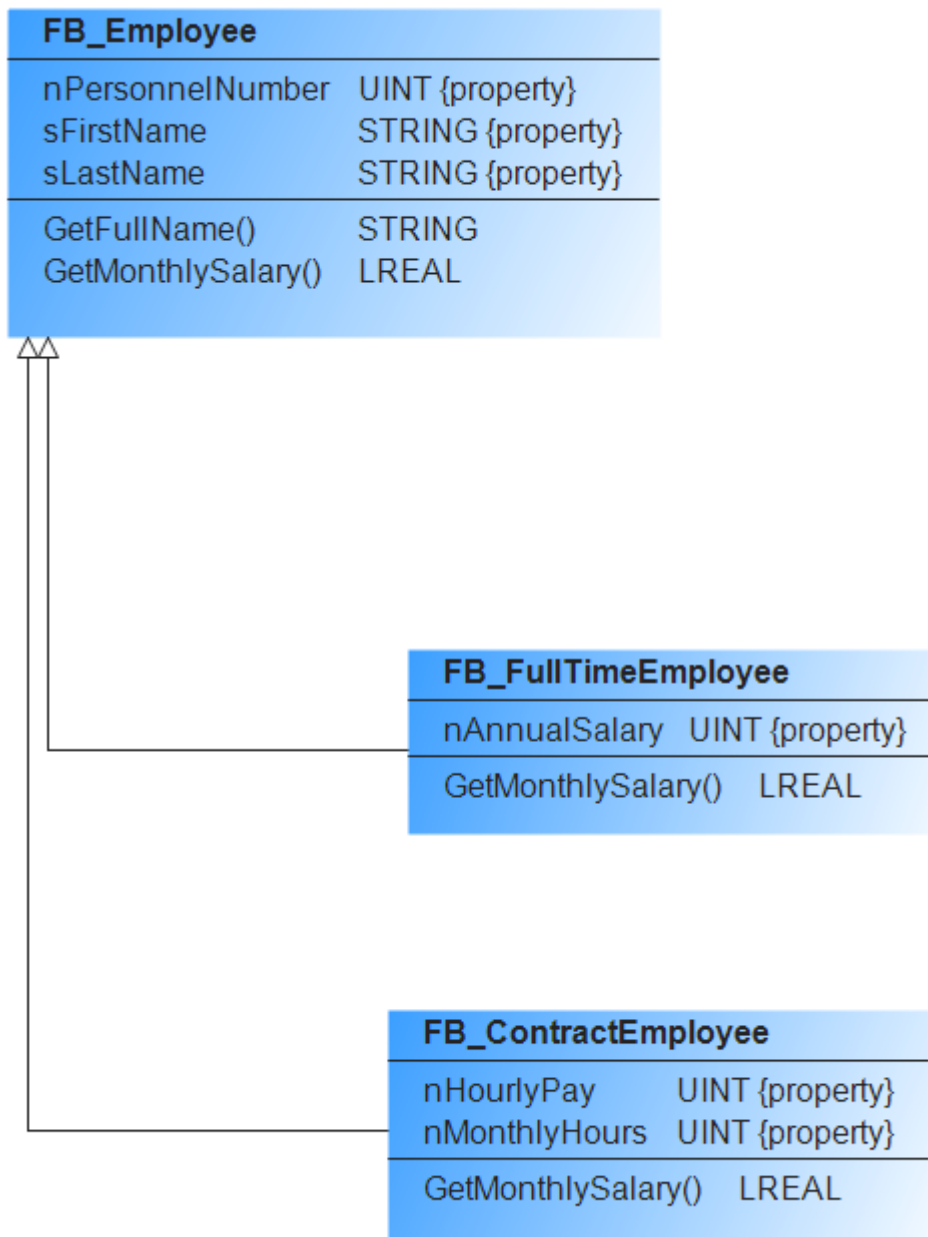 FB_Employee
nPersonnelNumber UINT {property}
sFirstName STRING {property}
sLastName STRING {property}
GetFullName() STRING
GetMonthlySalary() LREAL
FB_FullTimeEmployee
nAnnualSalary UINT {property}
GetMonthlySalary() LREAL
FB_ContractEmployee
nHourlyPay UINT {property}
nMonthlyHours UINT {property}
GetMonthlySalary() LREAL